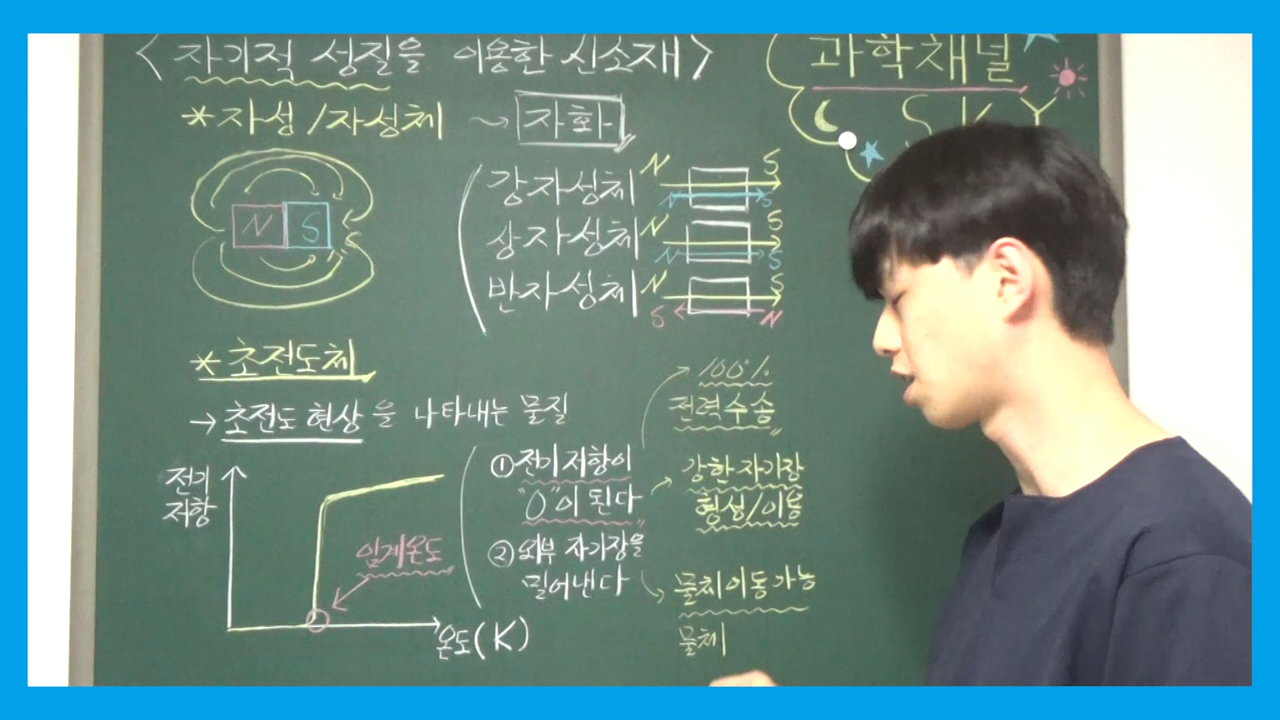 <자기적 성질을 이용한 신소재>
과학채널
SKY
*자성/자성체 → 자화
N S
강자성체 N S
N S
상자성체 N S
N S
반자성체 N S
S N
*초전도체
→ 초전도 현상을 나타내는 물질
전기
저항
임계온도
온도(K)
①전기저항이
"0"이 된다
②외부 자기장을
밀어낸다
100%
전력수송
강한 자기장
형성/이용
물체이동가능
물체